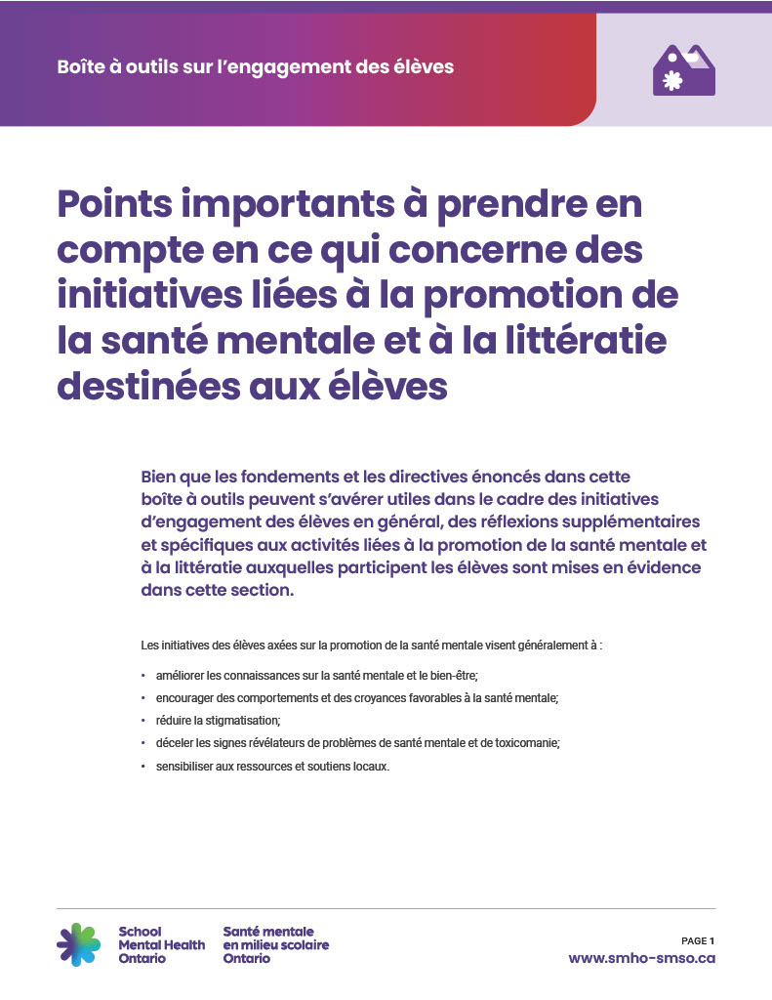 Boîte à outils sur l’engagement des élèves
Points importants à prendre en
compte en ce qui concerne des
initiatives liées à la promotion de
la santé mentale et à la littératie
destinées aux élèves
Bien que les fondements et les directives énoncés dans cette
boîte à outils peuvent s’avérer utiles dans le cadre des initiatives
d’engagement des élèves en général, des réflexions supplémentaires
et spécifiques aux activités liées à la promotion de la santé mentale et
à la littératie auxquelles participent les élèves sont mises en évidence
dans cette section.
Les initiatives des élèves axées sur la promotion de la santé mentale visent généralement à :
• améliorer les connaissances sur la santé mentale et le bien-être;
• encourager des comportements et des croyances favorables à la santé mentale;
• réduire la stigmatisation;
• déceler les signes révélateurs de problèmes de santé mentale et de toxicomanie;
• sensibiliser aux ressources et soutiens locaux.
School
Mental Health
Ontario
Santé mentale
en milieu scolaire
Ontario
PAGE 1
www.smho-smso.ca